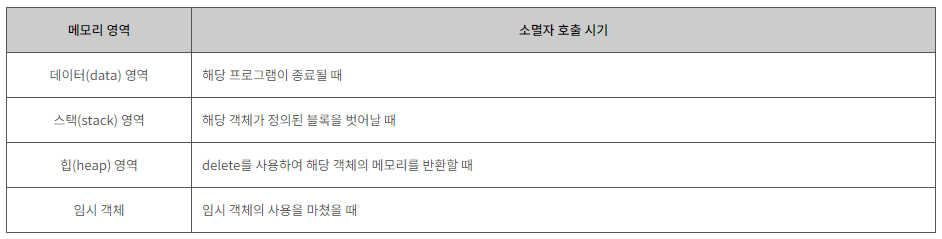 메모리 영역 소멸자 호출 시기
데이터(data) 영역 해당 프로그램이 종료될 때
스택(stack) 영역 해당 객체가 정의된 블록을 벗어날 때
힙(heap) 영역 delete를 사용하여 해당 객체의 메모리를 반환할 때
임시 객체 임시 객체의 사용을 마쳤을 때